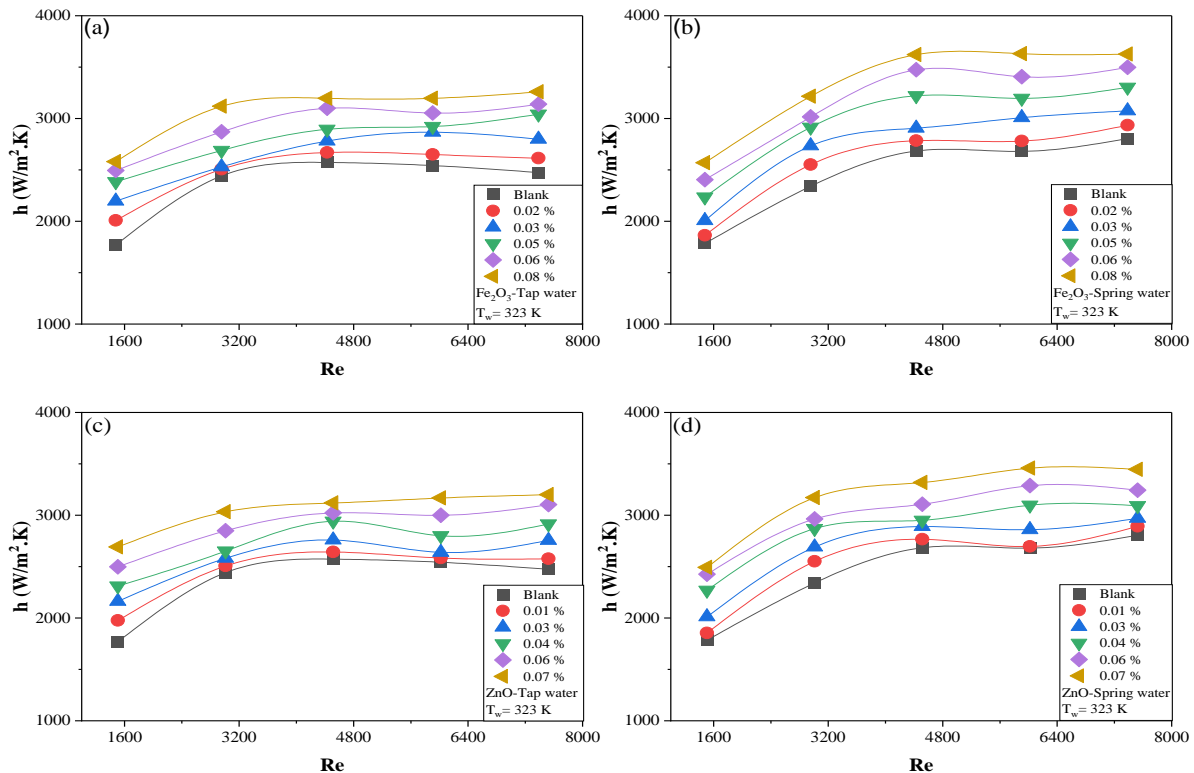 (a)
4000
3000
2000
1000
h (W/m².K)
1600 3200 4800 6400 8000
Re
Blank
0.02 %
0.03 %
0.05 %
0.06 %
0.08 %
Fe₂O₃-Tap water
T_w= 323 K
(b)
4000
3000
2000
1000
h (W/m².K)
1600 3200 4800 6400 8000
Re
Blank
0.02 %
0.03 %
0.05 %
0.06 %
0.08 %
Fe₂O₃-Spring water
T_w= 323 K
(c)
4000
3000
2000
1000
h (W/m².K)
1600 3200 4800 6400 8000
Re
Blank
0.01 %
0.03 %
0.04 %
0.06 %
0.07 %
ZnO-Tap water
T_w= 323 K
(d)
4000
3000
2000
1000
h (W/m².K)
1600 3200 4800 6400 8000
Re
Blank
0.01 %
0.03 %
0.04 %
0.06 %
0.07 %
ZnO-Spring water
T_w= 323 K